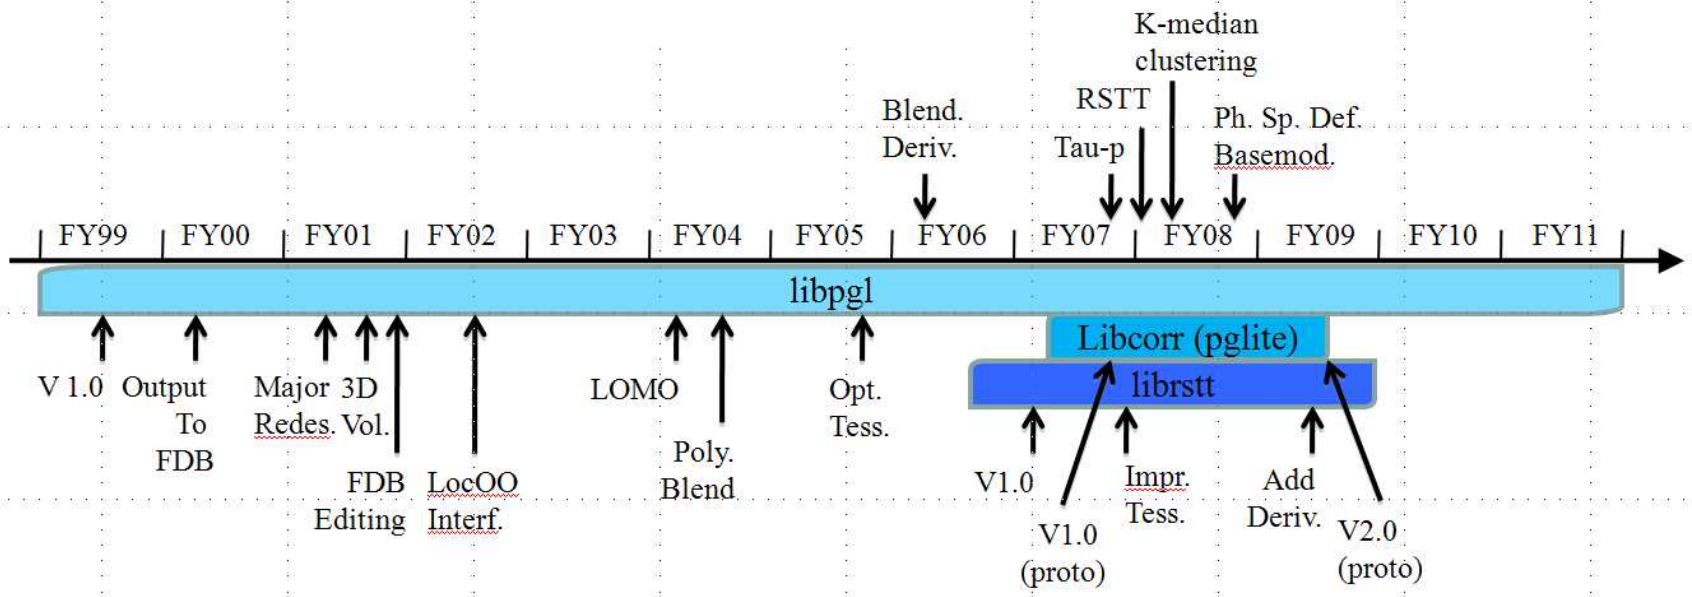 K-median
clustering
RSTT
Blend.
Deriv.
Tau-p
Ph. Sp. Def.
Basemod.
FY99 FY00 FY01 FY02 FY03 FY04 FY05 FY06 FY07 FY08 FY09 FY10 FY11
libpgl
Libcorr (pglite)
librstt
V 1.0
Output
To
FDB
Major
Redes.
3D
Vol.
FDB
Editing
LocOO
Interf.
LOMO
Poly.
Blend
Opt.
Tess.
V1.0
V1.0
(proto)
Impr.
Tess.
Add
Deriv.
V2.0
(proto)